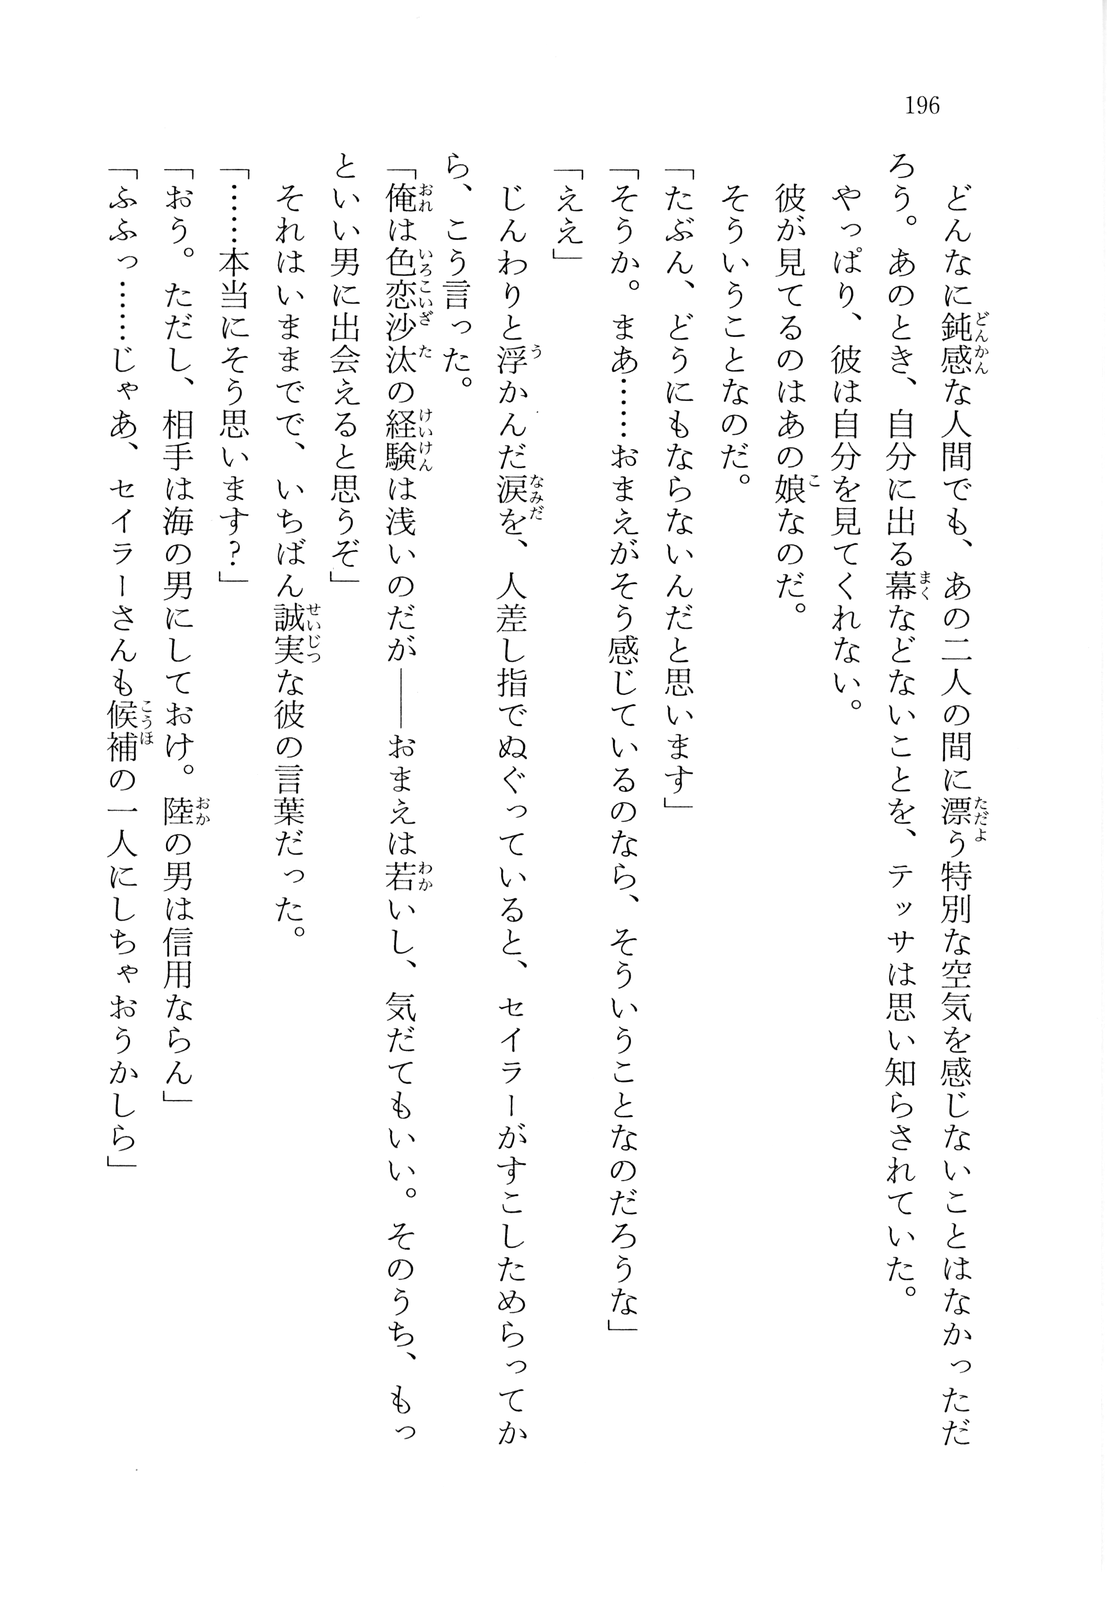 196
どんなに鈍感な人間でも、あの二人の間に漂う特別な空気を感じないことはなかっただ
ろう。あのとき、自分に出る幕などないことを、テッサは思い知らされていた。
やっぱり、彼は自分を見てくれない。
彼が見てるのはあの娘なのだ。
そういうことなのだ。
「たぶん、どうにもならないんだと思います」
「そうか。まあ……おまえがそう感じているのなら、そういうことなのだろうな」
「ええ」
じんわりと浮かんだ涙を、人差し指でぬぐっていると、セイラーがすこしためらってか
ら、こう言った。
「俺は色恋沙汰の経験は浅いのだが――おまえは若いし、気だてもいい。そのうち、もっ
といい男に出会えると思うぞ」
それはいままでで、いちばん誠実な彼の言葉だった。
「……本当にそう思います?」
「おう。ただし、相手は海の男にしておけ。陸の男は信用ならん」
「ふふっ……じゃあ、セイラーさんも候補の一人にしちゃおうかしら」